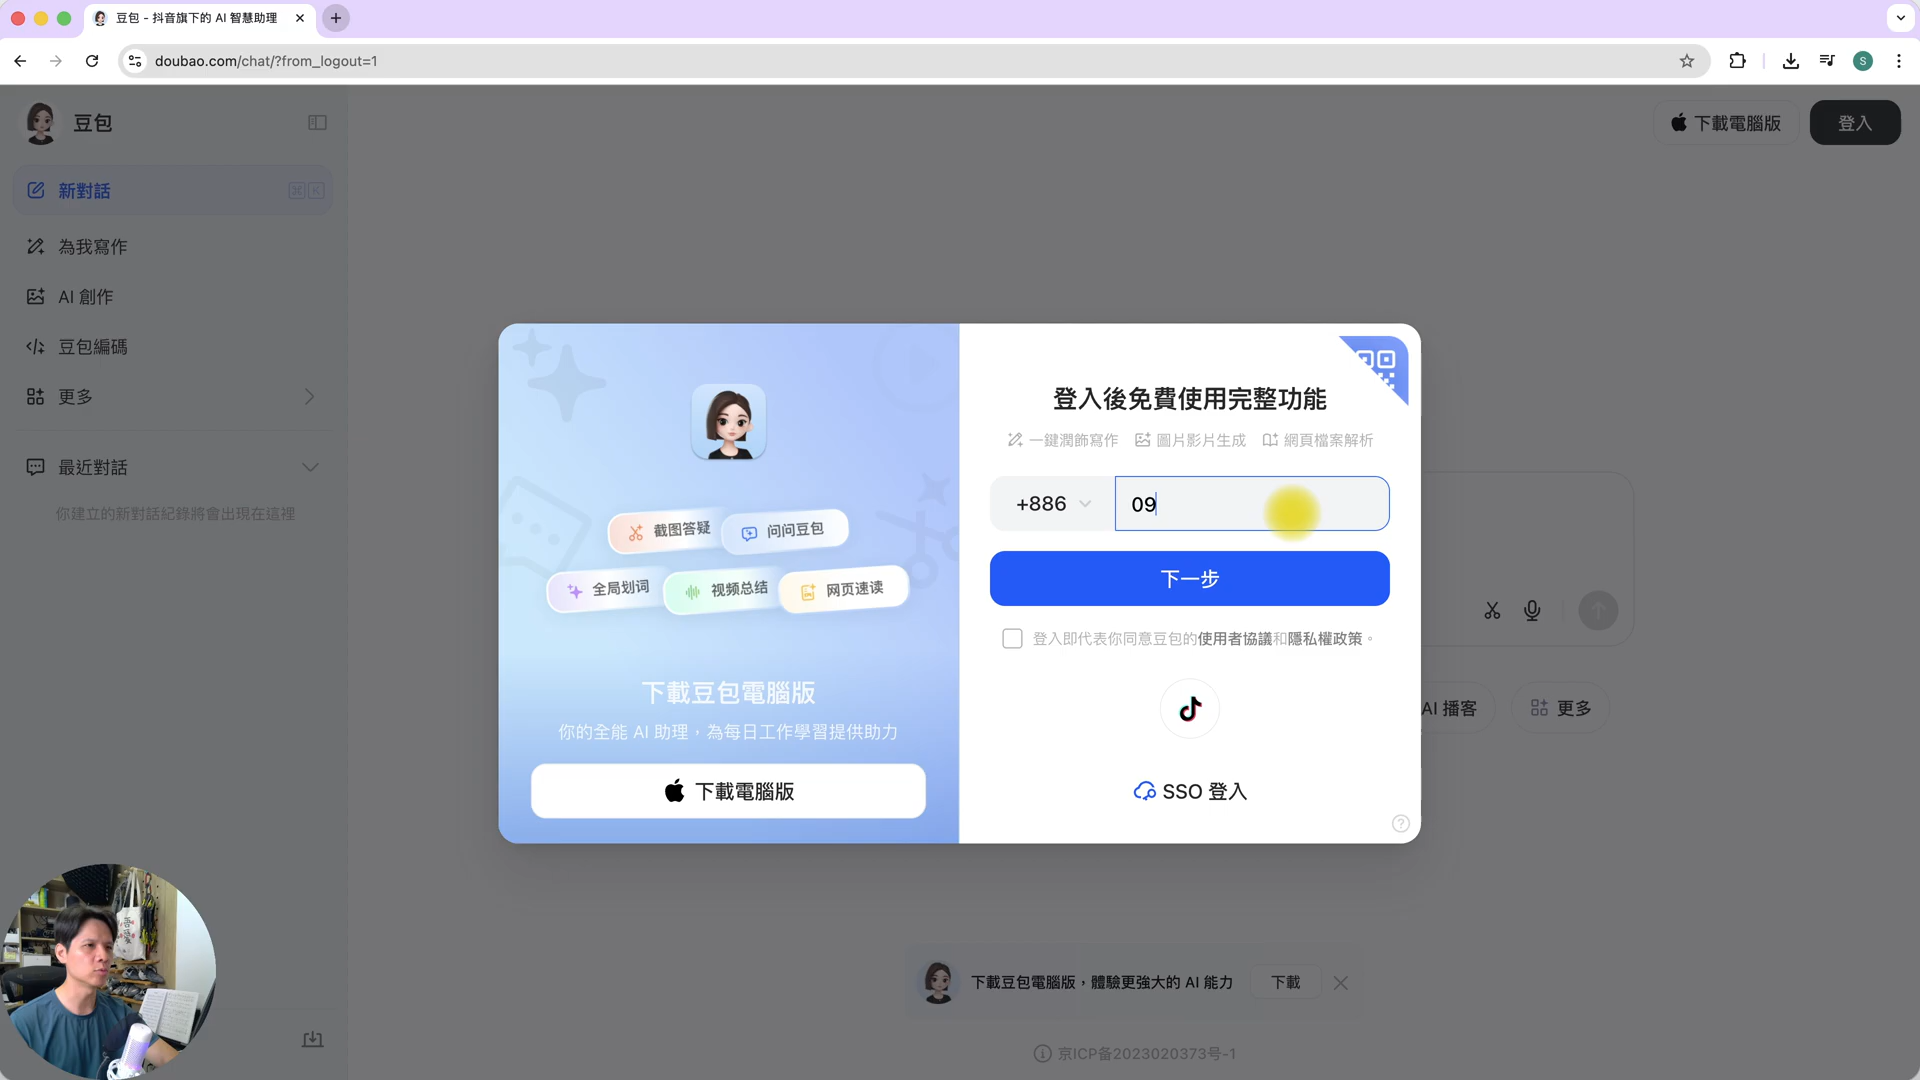 豆包 - 抖音旗下的 AI 智慧助理
doubao.com/chat/?from_logout=1
S
豆包
下載電腦版
登入
新對話
⌘ K
為我寫作
AI 創作
豆包編碼
更多
最近對話
你建立的新對話紀錄將會出現在這裡
截图答疑
问问豆包
全局划词
视频总结
网页速读
下載豆包電腦版
你的全能 AI 助理，為每日工作學習提供助力
下載電腦版
登入後免費使用完整功能
一鍵潤飾寫作
圖片影片生成
網頁檔案解析
+886
09
下一步
登入即代表你同意豆包的使用者協議和隱私權政策。
SSO 登入
AI 播客
更多
下載豆包電腦版，體驗更強大的 AI 能力
下載
京ICP备2023020373号-1